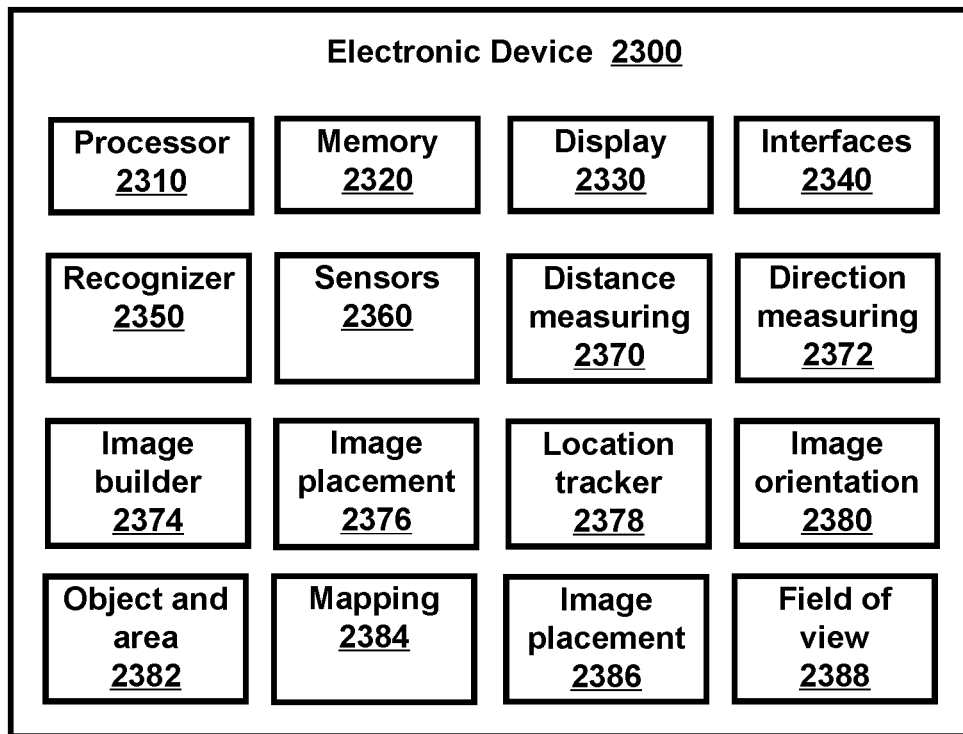 Electronic Device 2300
Processor
2310
Memory
2320
Display
2330
Interfaces
2340
Recognizer
2350
Sensors
2360
Distance
measuring
2370
Direction
measuring
2372
Image
builder
2374
Image
placement
2376
Location
tracker
2378
Image
orientation
2380
Object and
area
2382
Mapping
2384
Image
placement
2386
Field of
view
2388